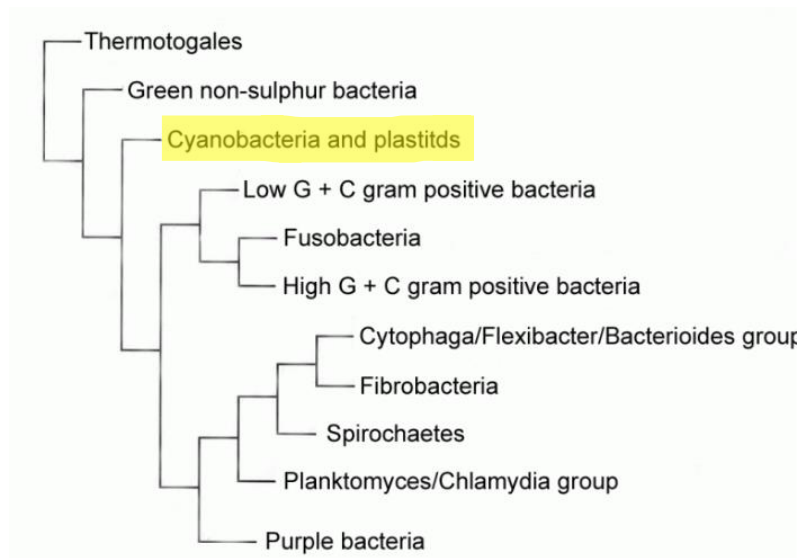 Thermotogales
Green non-sulphur bacteria
Cyanobacteria and plastitds
Low G + C gram positive bacteria
Fusobacteria
High G + C gram positive bacteria
Cytophaga/Flexibacter/Bacterioides group
Fibrobacteria
Spirochaetes
Planktomyces/Chlamydia group
Purple bacteria